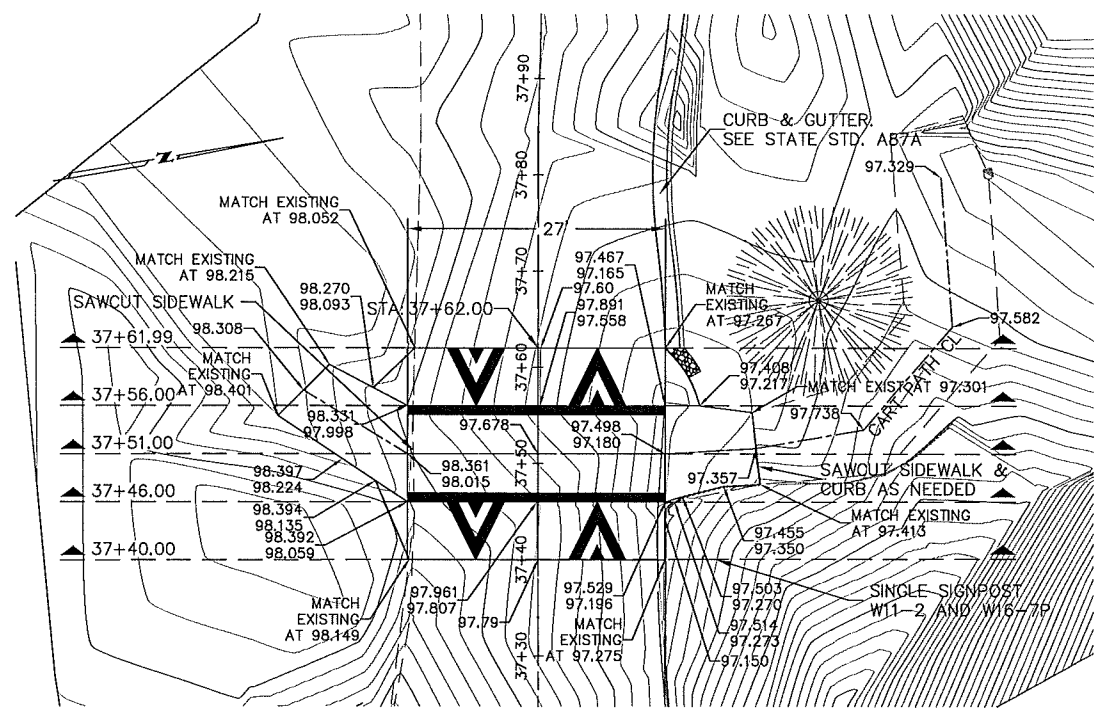 37+90
CURB & GUTTER.
SEE STATE STD. A87A
Z
97.329
37+80
MATCH EXISTING
AT 98.052
27'
MATCH EXISTING
AT 98.215
97.467
97.165
97.60
97.891
97.558
37+70
98.270
98.093
MATCH
EXISTING
AT 97.267
SAWCUT SIDEWALK
STA: 37+62.00
97.582
37+61.99
98.308
MATCH
EXISTING
AT 98.401
37+60
97.408
97.217
MATCH EXIST AT 97.301
37+56.00
98.331
97.998
97.678
97.498
97.180
97.738
CART PATH CL
37+51.00
98.397
98.224
98.361
98.015
37+50
97.357
SAWCUT SIDEWALK &
CURB AS NEEDED
37+46.00
98.394
98.135
98.392
98.059
MATCH EXISTING
AT 97.413
97.455
97.350
37+40.00
37+40
97.961
97.807
97.79
97.529
97.196
97.503
97.270
97.514
97.273
97.150
SINGLE SIGNPOST
W11-2 AND W16-7P
MATCH
EXISTING
AT 98.149
MATCH
EXISTING
AT 97.275
37+30